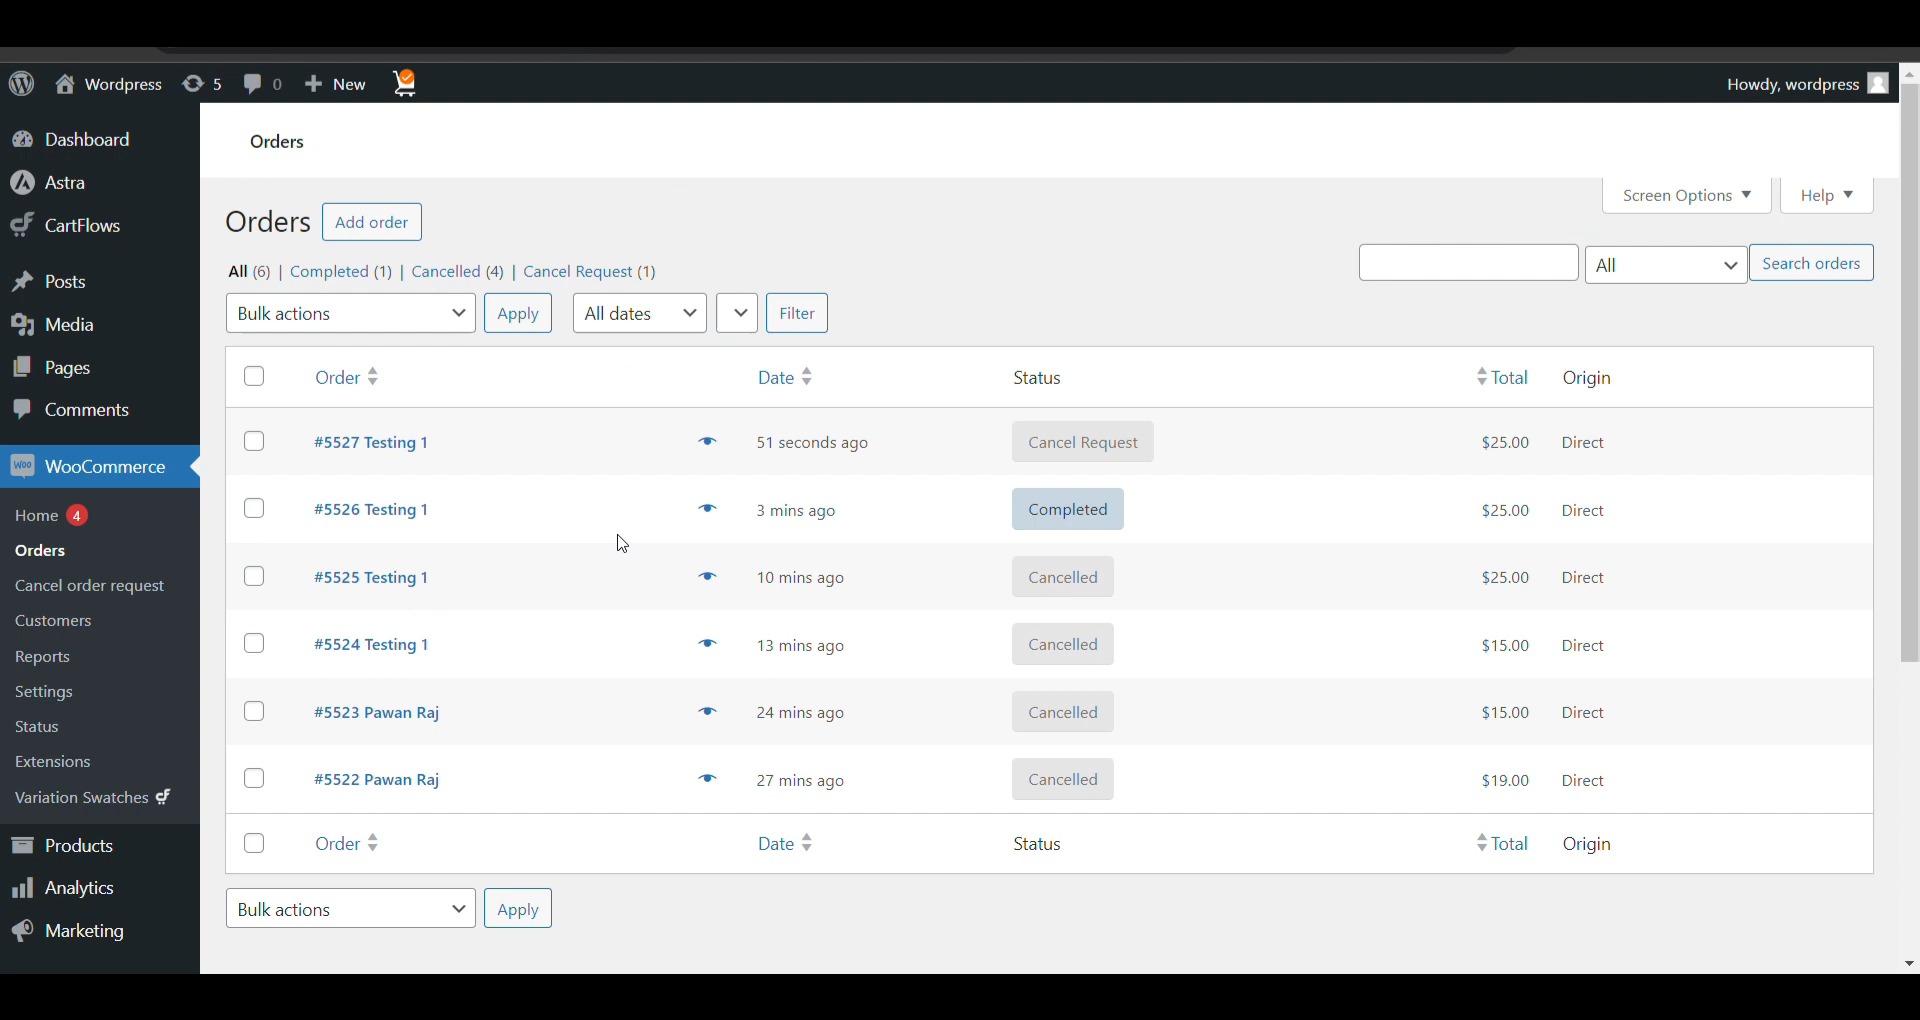 Wordpress 5 0 New Howdy, wordpress
Dashboard
Astra
CartFlows
Posts
Media
Pages
Comments
WooCommerce
Home 4
Orders
Cancel order request
Customers
Reports
Settings
Status
Extensions
Variation Swatches
Products
Analytics
Marketing
Orders
Screen Options Help
Orders Add order
All (6) | Completed (1) | Cancelled (4) | Cancel Request (1)
All Search orders
Bulk actions Apply All dates Filter
Order Date Status Total Origin
#5527 Testing 1 51 seconds ago Cancel Request $25.00 Direct
#5526 Testing 1 3 mins ago Completed $25.00 Direct
#5525 Testing 1 10 mins ago Cancelled $25.00 Direct
#5524 Testing 1 13 mins ago Cancelled $15.00 Direct
#5523 Pawan Raj 24 mins ago Cancelled $15.00 Direct
#5522 Pawan Raj 27 mins ago Cancelled $19.00 Direct
Order Date Status Total Origin
Bulk actions Apply